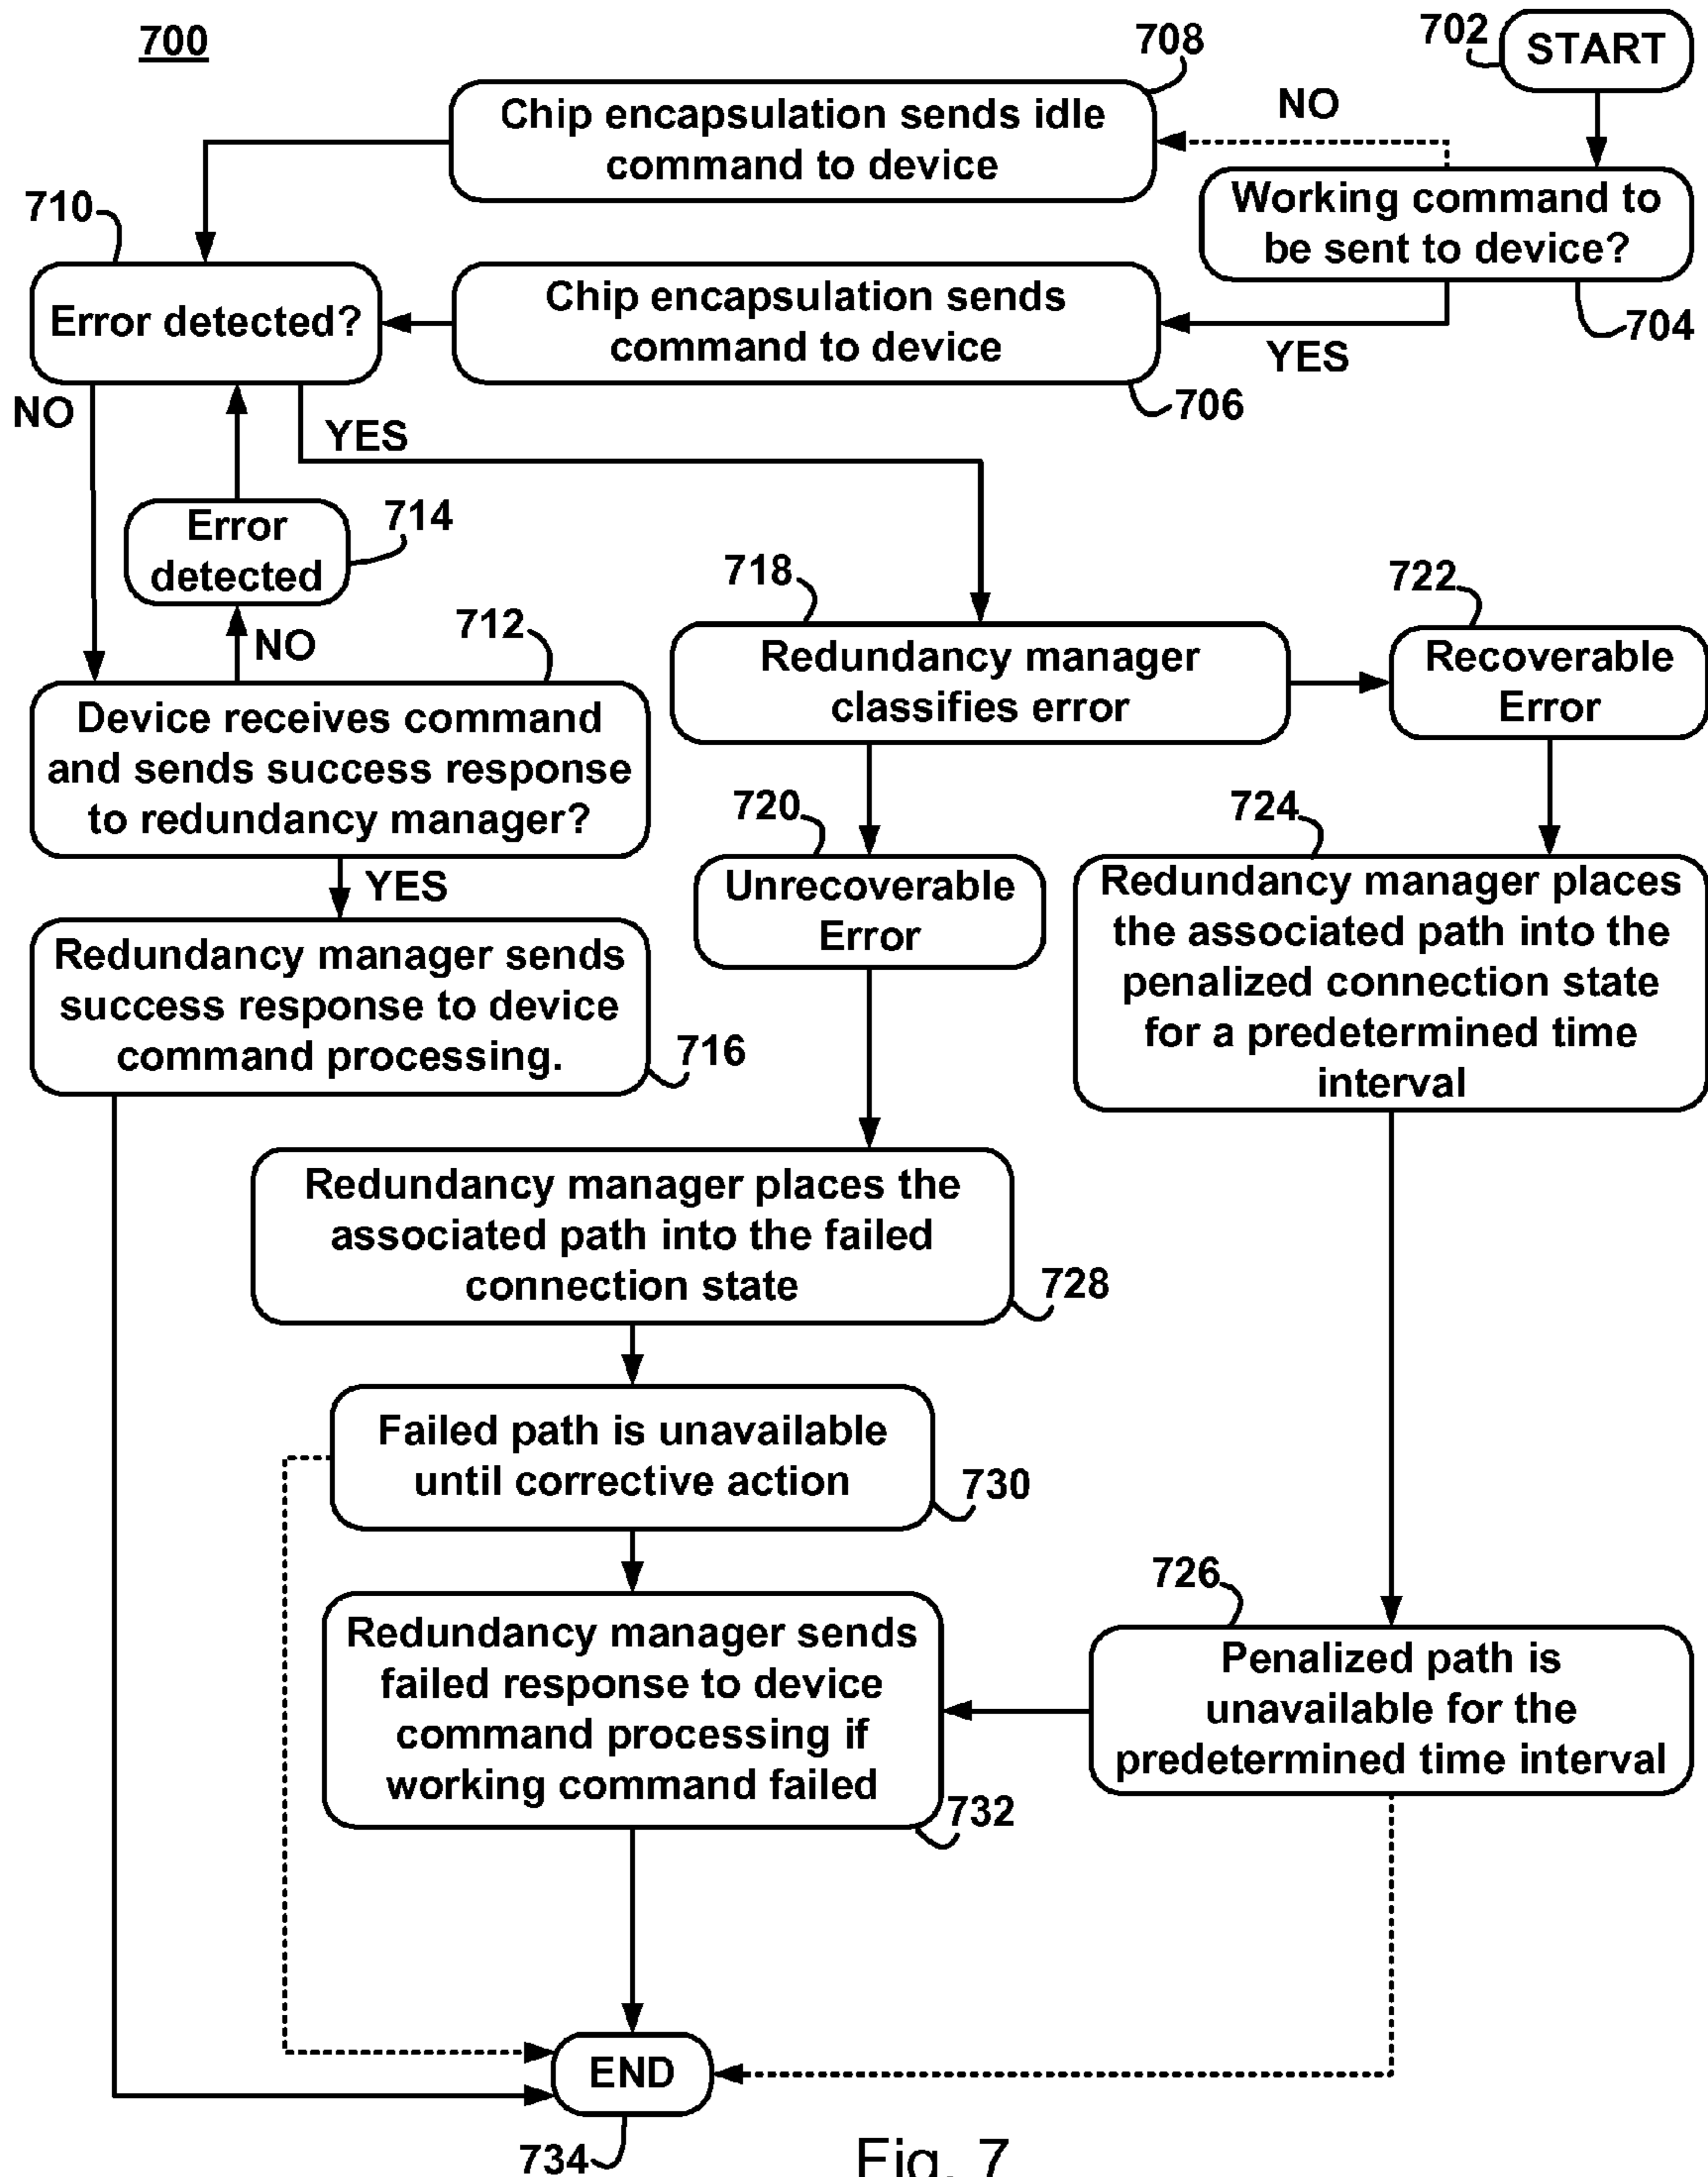 700
702
START
708
Chip encapsulation sends idle
command to device
NO
Working command to
be sent to device?
704
YES
710
Error detected?
Chip encapsulation sends
command to device
706
NO
YES
Error
detected
714
NO
712
Device receives command
and sends success response
to redundancy manager?
YES
Redundancy manager sends
success response to device
command processing.
716
718
Redundancy manager
classifies error
722
Recoverable
Error
720
Unrecoverable
Error
724
Redundancy manager places
the associated path into the
penalized connection state
for a predetermined time
interval
Redundancy manager places the
associated path into the failed
connection state
728
Failed path is unavailable
until corrective action
730
726
Penalized path is
unavailable for the
predetermined time interval
Redundancy manager sends
failed response to device
command processing if
working command failed
732
END
734
Fig. 7